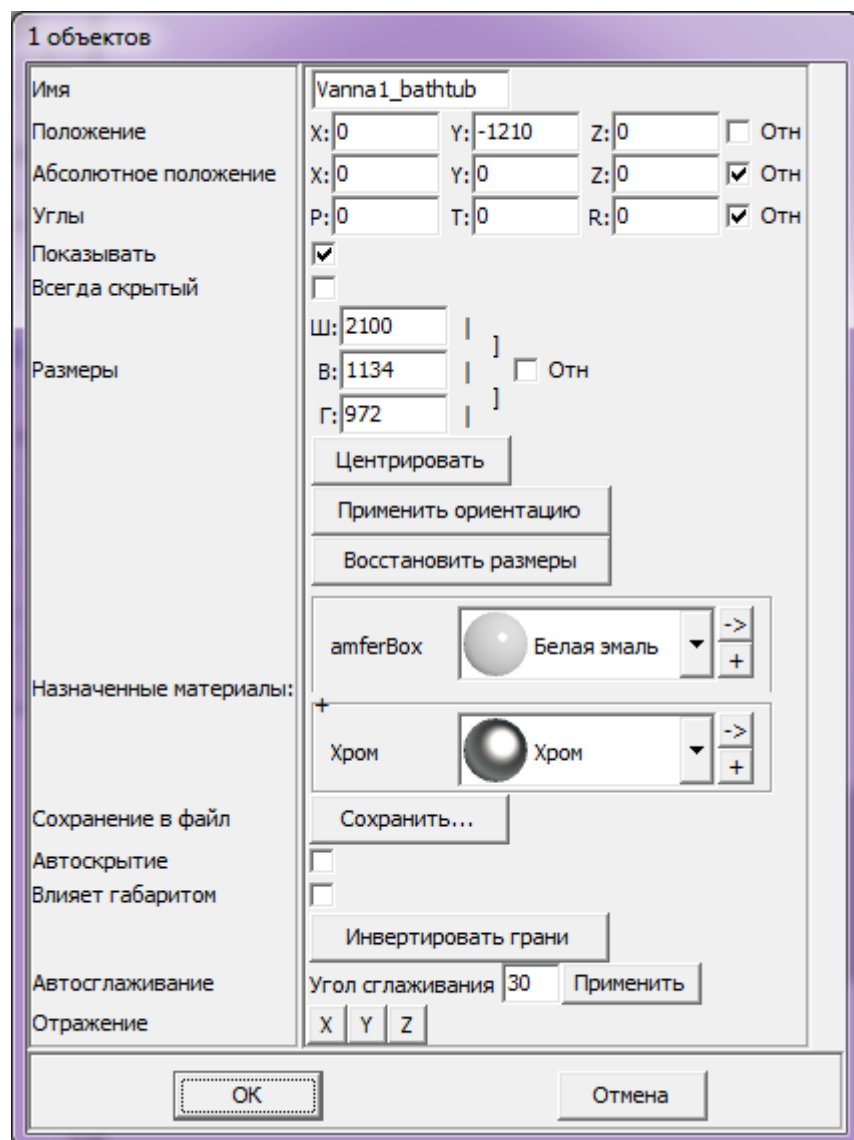 1 объектов
Имя Vanna1_bathtub
Положение X: 0 Y: -1210 Z: 0 Отн
Абсолютное положение X: 0 Y: 0 Z: 0 Отн
Углы P: 0 T: 0 R: 0 Отн
Показывать
Всегда скрытый
Ш: 2100 | ]
Размеры В: 1134 | Отн
Г: 972 | ]
Центрировать
Применить ориентацию
Восстановить размеры
amferBox Белая эмаль -> +
Назначенные материалы:
+
Хром Хром -> +
Сохранение в файл Сохранить...
Автоскрытие
Влияет габаритом
Инвертировать грани
Автосглаживание Угол сглаживания 30 Применить
Отражение X Y Z
OK Отмена